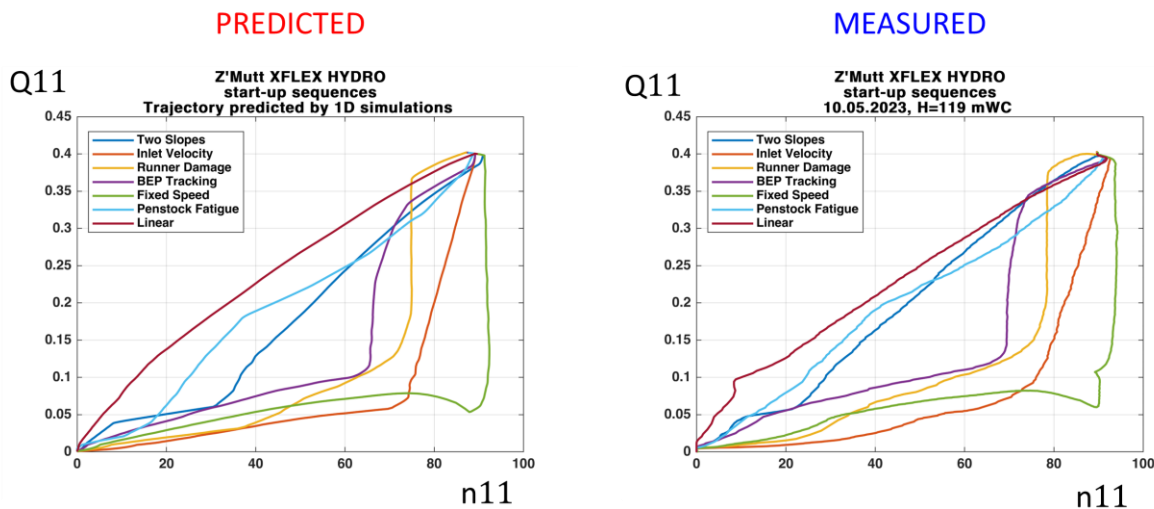 PREDICTED
Q11
Z'Mutt XFLEX HYDRO
start-up sequences
Trajectory predicted by 1D simulations
0.45
0.4
0.35
0.3
0.25
0.2
0.15
0.1
0.05
0
Two Slopes
Inlet Velocity
Runner Damage
BEP Tracking
Fixed Speed
Penstock Fatigue
Linear
0 20 40 60 80 100
n11
MEASURED
Q11
Z'Mutt XFLEX HYDRO
start-up sequences
10.05.2023, H=119 mWC
0.45
0.4
0.35
0.3
0.25
0.2
0.15
0.1
0.05
0
Two Slopes
Inlet Velocity
Runner Damage
BEP Tracking
Fixed Speed
Penstock Fatigue
Linear
0 20 40 60 80 100
n11